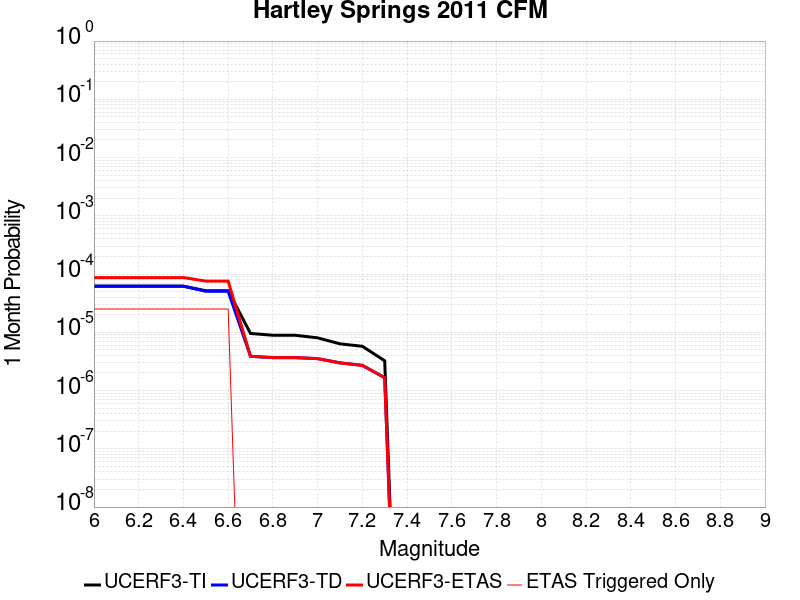 Hartley Springs 2011 CFM
10 0
10 -1
10 -2
10 -3
10 -4
10 -5
10 -6
10 -7
10 -8
1 Month Probability
6 6.2 6.4 6.6 6.8 7 7.2 7.4 7.6 7.8 8 8.2 8.4 8.6 8.8 9
Magnitude
UCERF3-TI UCERF3-TD UCERF3-ETAS ETAS Triggered Only